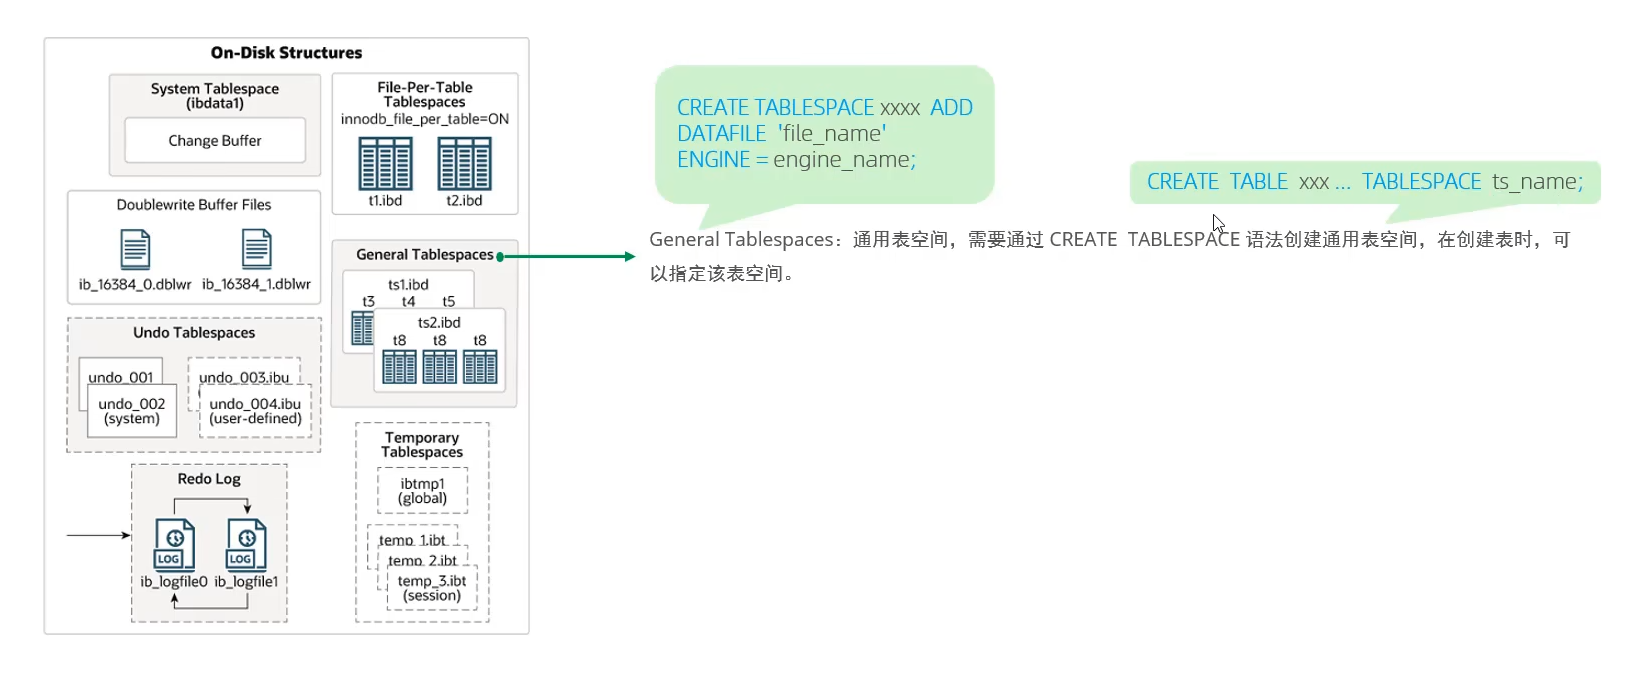 On-Disk Structures
System Tablespace
(ibdata1)
Change Buffer
File-Per-Table
Tablespaces
innodb_file_per_table=ON
t1.ibd t2.ibd
Doublewrite Buffer Files
ib_16384_0.dblwr ib_16384_1.dblwr
General Tablespaces
ts1.ibd
t3 t4 t5
ts2.ibd
t8 t8 t8
Undo Tablespaces
undo_001
undo_002
(system)
undo_003.ibu
undo_004.ibu
(user-defined)
Temporary
Tablespaces
ibtmp1
(global)
temp_1.ibt
temp_2.ibt
temp_3.ibt
(session)
Redo Log
LOG LOG
ib_logfile0 ib_logfile1
CREATE TABLESPACE xxxx ADD
DATAFILE 'file_name'
ENGINE = engine_name;
CREATE TABLE xxx ... TABLESPACE ts_name;
General Tablespaces：通用表空间，需要通过 CREATE TABLESPACE 语法创建通用表空间，在创建表时，可
以指定该表空间。